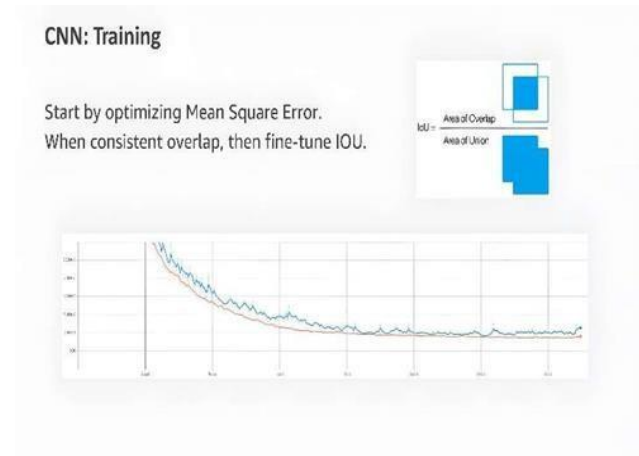 CNN: Training
Start by optimizing Mean Square Error.
When consistent overlap, then fine-tune IOU.
IoU =
Area of Overlap
Area of Union